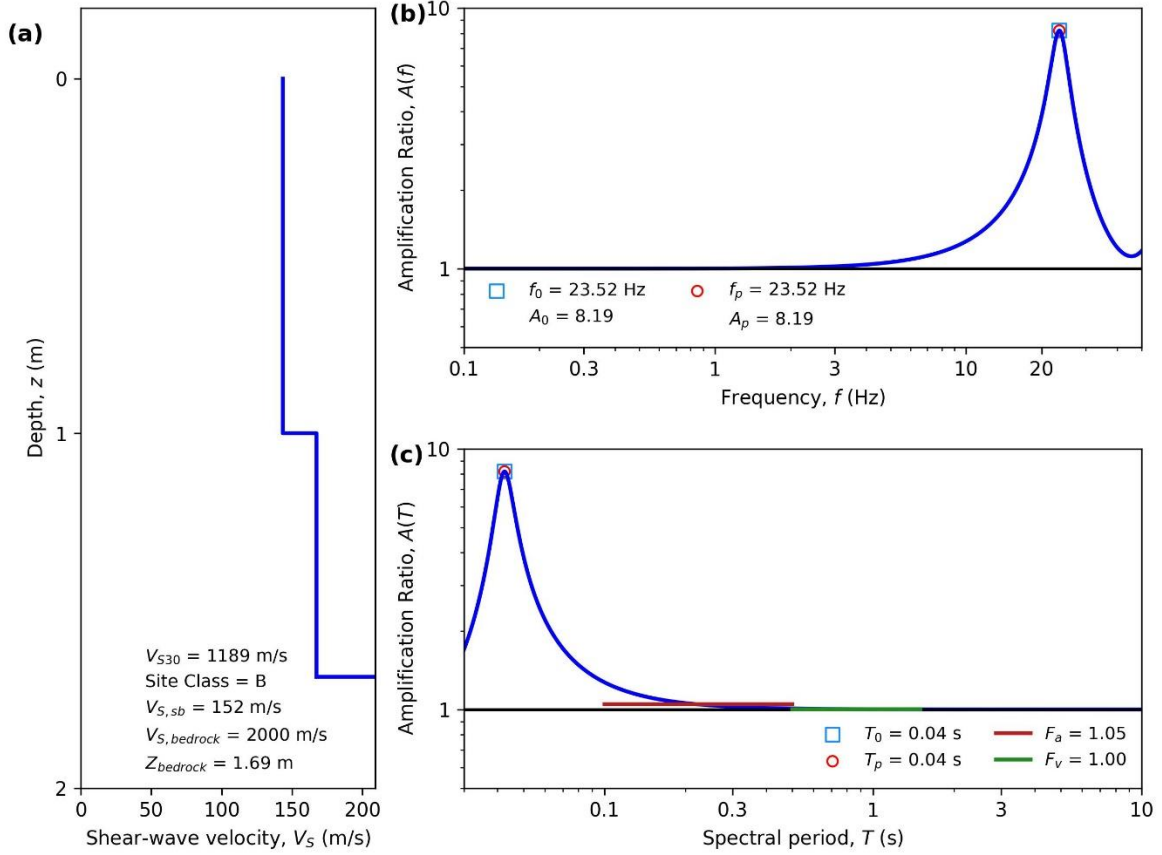 (a)
0
1
2
Depth, z (m)
V_S30 = 1189 m/s
Site Class = B
V_S,sb = 152 m/s
V_S,bedrock = 2000 m/s
Z_bedrock = 1.69 m
0 50 100 150 200
Shear-wave velocity, V_S (m/s)
(b)
10
1
Amplification Ratio, A(f)
f_0 = 23.52 Hz
A_0 = 8.19
f_p = 23.52 Hz
A_p = 8.19
0.1 0.3 1 3 10 20
Frequency, f (Hz)
(c)
10
1
Amplification Ratio, A(T)
T_0 = 0.04 s
T_p = 0.04 s
F_a = 1.05
F_v = 1.00
0.1 0.3 1 3 10
Spectral period, T (s)